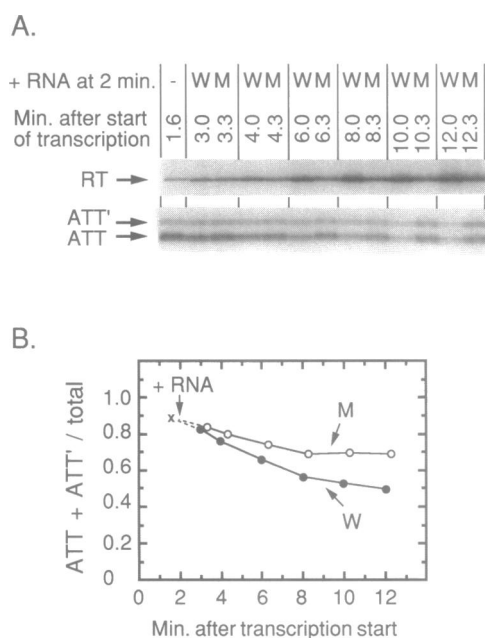 A.
+ RNA at 2 min. - W M W M W M W M W M W M
Min. after start
of transcription
1.6 3.0 3.3 4.0 4.3 6.0 6.3 8.0 8.3 10.0 10.3 12.0 12.3
RT
ATT'
ATT
B.
+ RNA
M
W
ATT + ATT' / total
1.0
0.8
0.6
0.4
0.2
0
0 2 4 6 8 10 12
Min. after transcription start